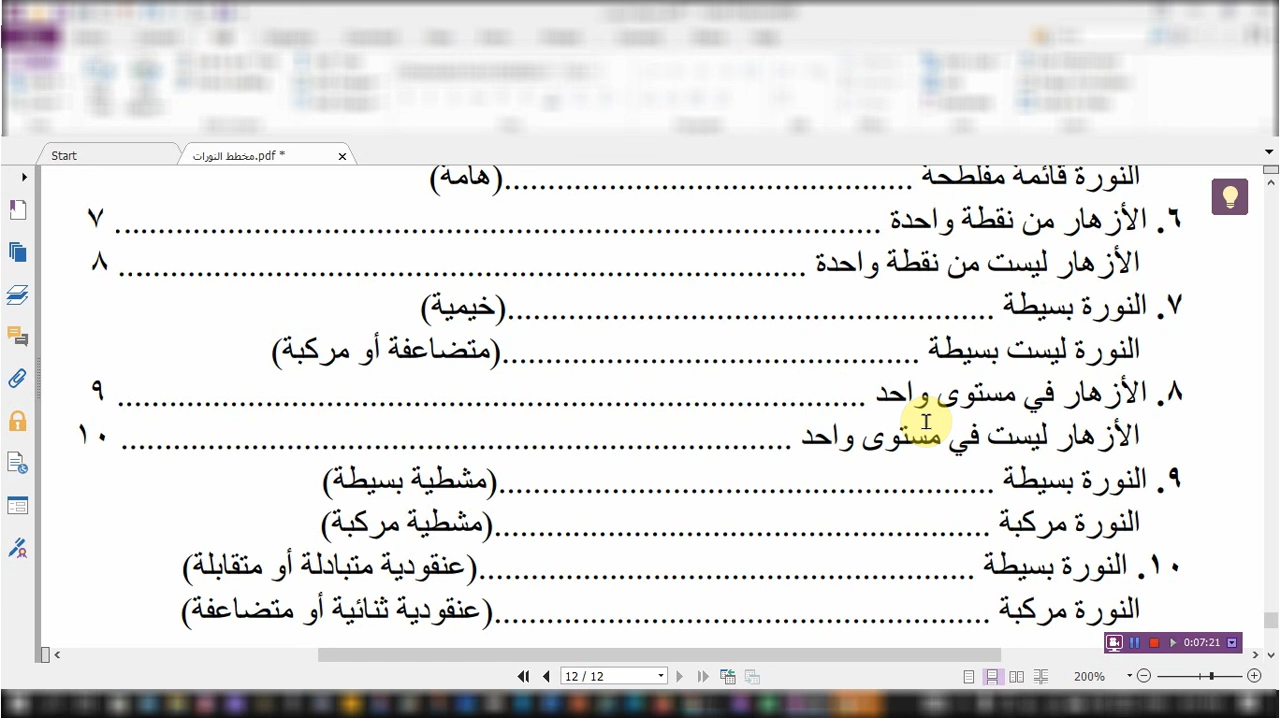 Start
مخطط النورات.pdf *
النورة قائمة مفلطحة ........................................(هامة)
٦. الأزهار من نقطة واحدة ........................................ ٧
الأزهار ليست من نقطة واحدة ........................................ ٨
٧. النورة بسيطة ........................................(خيمية)
النورة ليست بسيطة ........................................(متضاعفة أو مركبة)
٨. الأزهار في مستوى واحد ........................................ ٩
الأزهار ليست في مستوى واحد ........................................ ١٠
٩. النورة بسيطة ........................................(مشطية بسيطة)
النورة مركبة ........................................(مشطية مركبة)
١٠. النورة بسيطة ........................................(عنقودية متبادلة أو متقابلة)
النورة مركبة ........................................(عنقودية ثنائية أو متضاعفة)
0:07:21
12 / 12
200%